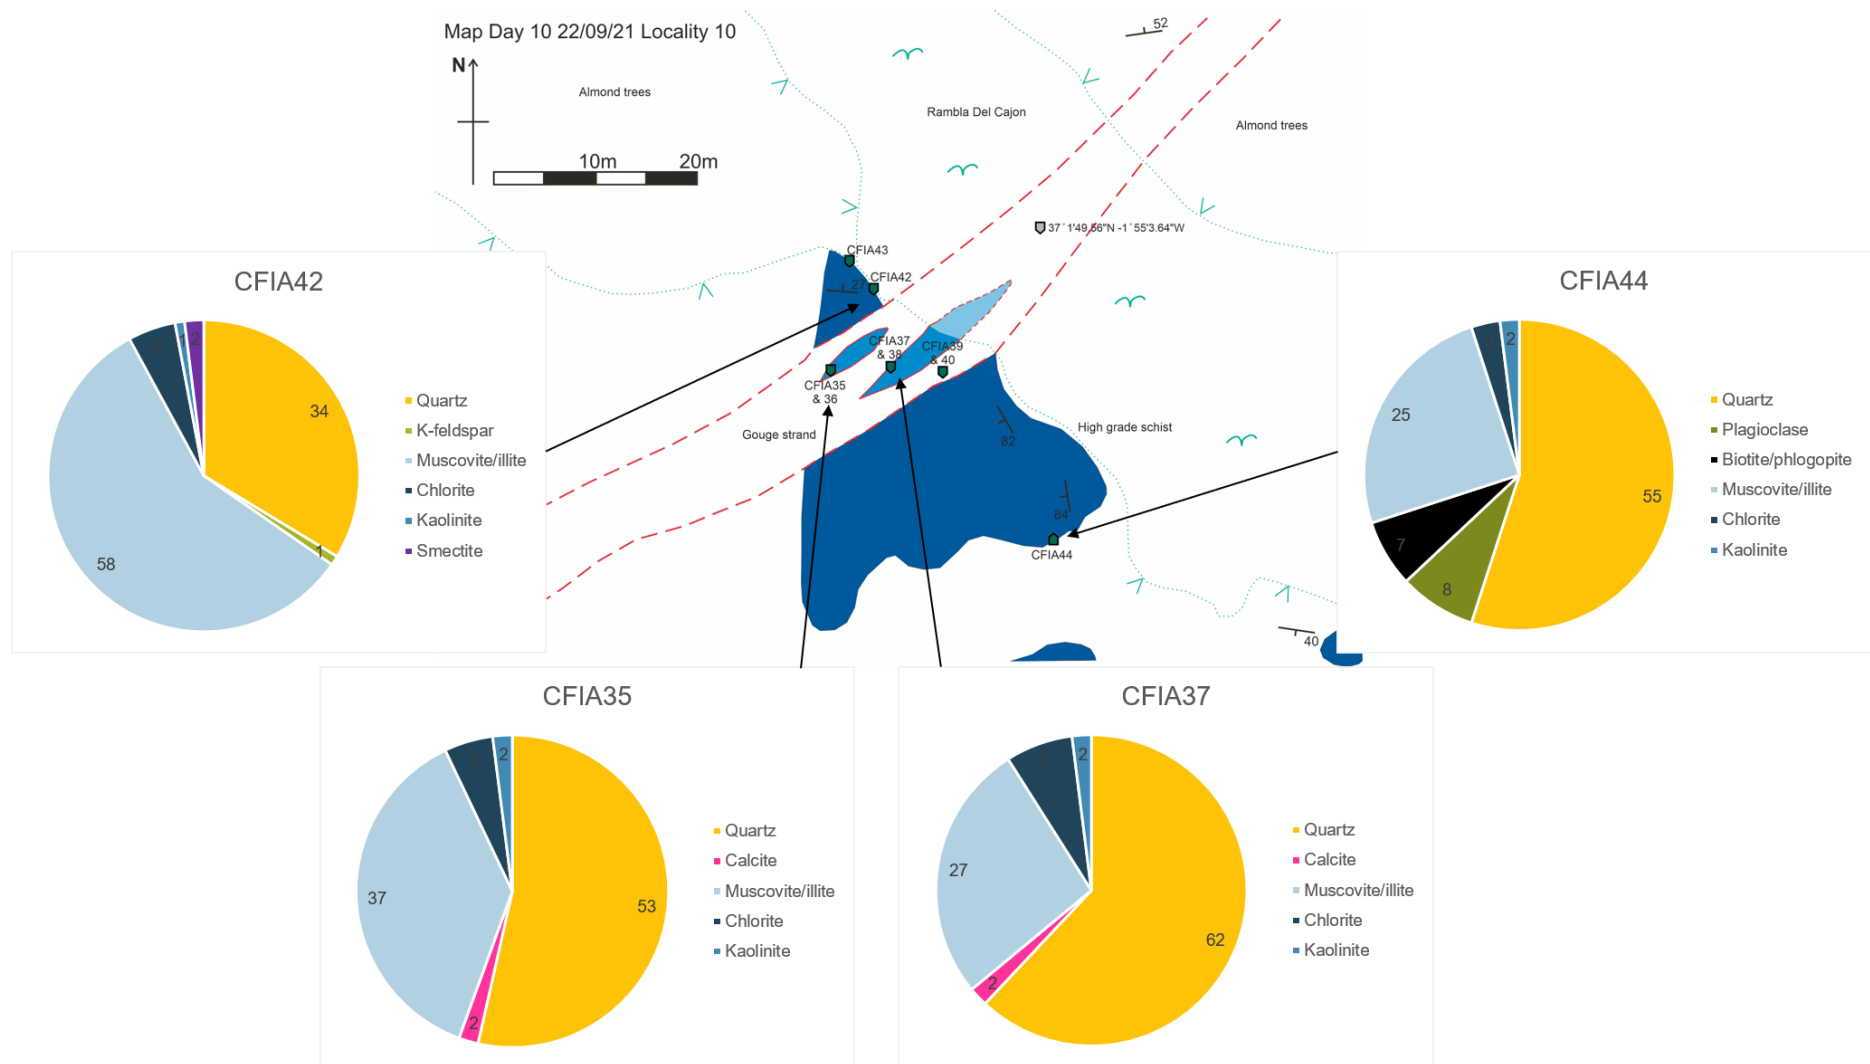 Map Day 10 22/09/21 Locality 10
N
Almond trees
10m
20m
52
Rambla Del Cajon
Almond trees
37°1'49.56"N -1°55'3.64"W
CFIA43
CFIA42
27
CFIA37
& 38
CFIA39
& 40
CFIA35
& 36
Gouge strand
High grade schist
82
84
CFIA44
40
CFIA42
34
1
58
5
1
2
Quartz
K-feldspar
Muscovite/illite
Chlorite
Kaolinite
Smectite
CFIA44
55
8
7
25
2
Quartz
Plagioclase
Biotite/phlogopite
Muscovite/illite
Chlorite
Kaolinite
CFIA35
53
2
37
2
Quartz
Calcite
Muscovite/illite
Chlorite
Kaolinite
CFIA37
62
2
27
2
Quartz
Calcite
Muscovite/illite
Chlorite
Kaolinite